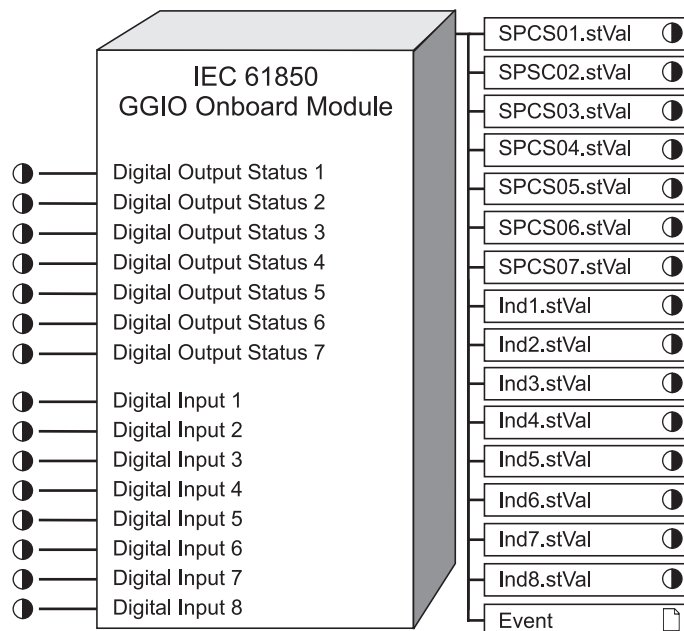 IEC 61850
GGIO Onboard Module
Digital Output Status 1
Digital Output Status 2
Digital Output Status 3
Digital Output Status 4
Digital Output Status 5
Digital Output Status 6
Digital Output Status 7
Digital Input 1
Digital Input 2
Digital Input 3
Digital Input 4
Digital Input 5
Digital Input 6
Digital Input 7
Digital Input 8
SPCS01.stVal
SPSC02.stVal
SPCS03.stVal
SPCS04.stVal
SPCS05.stVal
SPCS06.stVal
SPCS07.stVal
Ind1.stVal
Ind2.stVal
Ind3.stVal
Ind4.stVal
Ind5.stVal
Ind6.stVal
Ind7.stVal
Ind8.stVal
Event